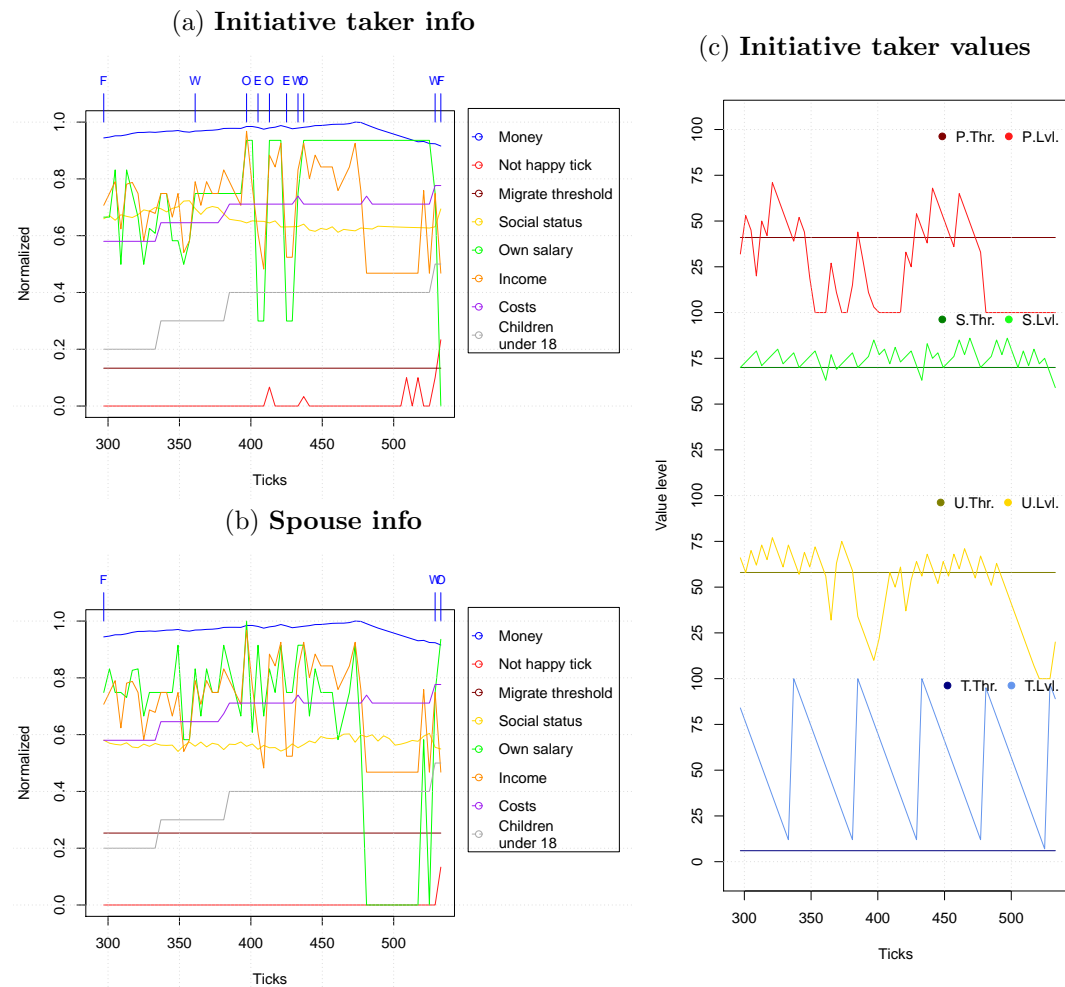 (a) Initiative taker info
F W O E O E W O W F
1.0
0.8
0.6
0.4
0.2
0.0
Normalized
300 350 400 450 500
Ticks
Money
Not happy tick
Migrate threshold
Social status
Own salary
Income
Costs
Children
under 18
(b) Spouse info
F W O
1.0
0.8
0.6
0.4
0.2
0.0
Normalized
300 350 400 450 500
Ticks
Money
Not happy tick
Migrate threshold
Social status
Own salary
Income
Costs
Children
under 18
(c) Initiative taker values
P.Thr. P.Lvl.
S.Thr. S.Lvl.
U.Thr. U.Lvl.
T.Thr. T.Lvl.
100
75
50
25
100
75
50
25
100
75
50
25
100
75
50
25
0
Value level
300 350 400 450 500
Ticks